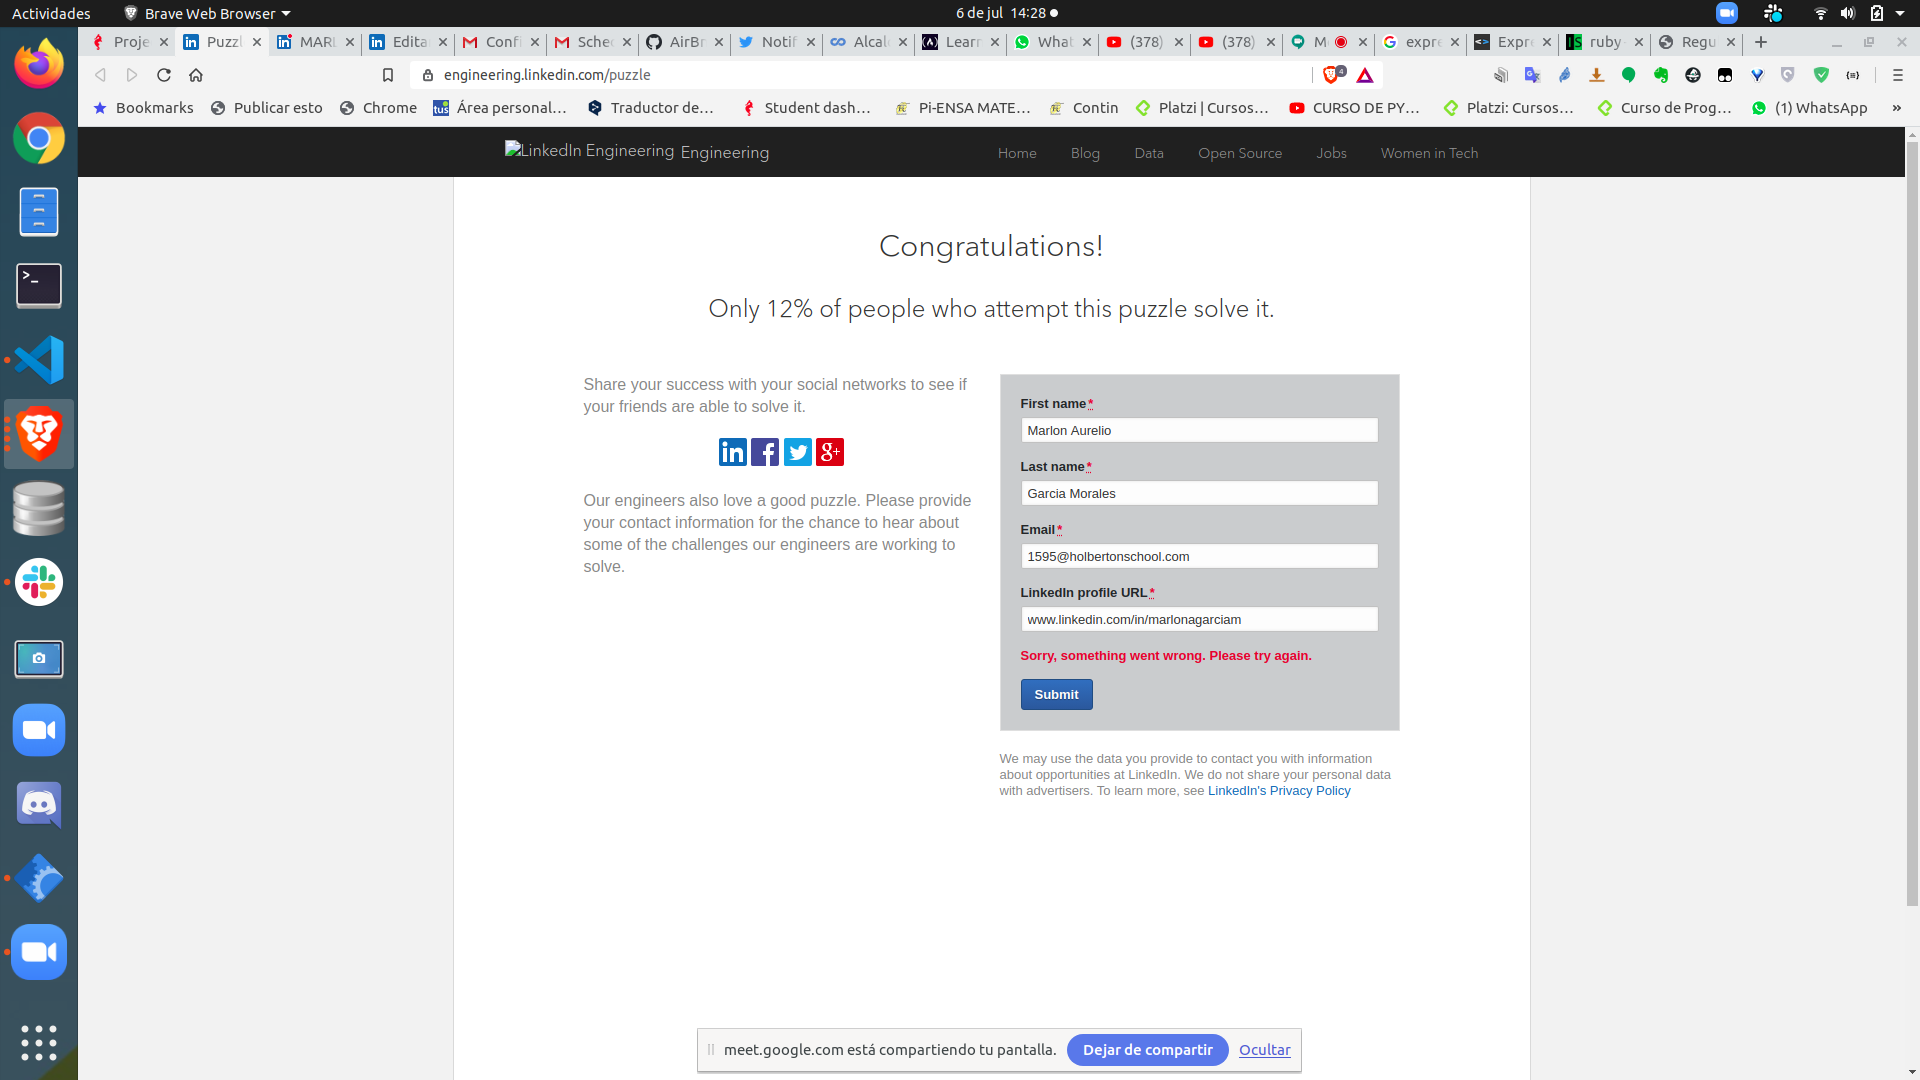 Actividades
Brave Web Browser
6 de jul 14:28
Proje
Puzzl
MARL
Edita
Confi
Sched
AirBn
Notifi
Alcald
Learn
What
(378)
(378)
M
expre
Expre
ruby
Regu
engineering.linkedin.com/puzzle
4
Bookmarks
Publicar esto
Chrome
tus
Área personal...
Traductor de...
Student dash...
Pi-ENSA MATE...
Contin
Platzi | Cursos...
CURSO DE PY...
Platzi: Cursos...
Curso de Prog...
(1) WhatsApp
»
LinkedIn Engineering
Engineering
Home
Blog
Data
Open Source
Jobs
Women in Tech
Congratulations!
Only 12% of people who attempt this puzzle solve it.
Share your success with your social networks to see if
your friends are able to solve it.
Our engineers also love a good puzzle. Please provide
your contact information for the chance to hear about
some of the challenges our engineers are working to
solve.
First name*
Marlon Aurelio
Last name*
Garcia Morales
Email*
1595@holbertonschool.com
LinkedIn profile URL*
www.linkedin.com/in/marlonagarciam
Sorry, something went wrong. Please try again.
Submit
We may use the data you provide to contact you with information
about opportunities at LinkedIn. We do not share your personal data
with advertisers. To learn more, see LinkedIn's Privacy Policy
meet.google.com está compartiendo tu pantalla.
Dejar de compartir
Ocultar